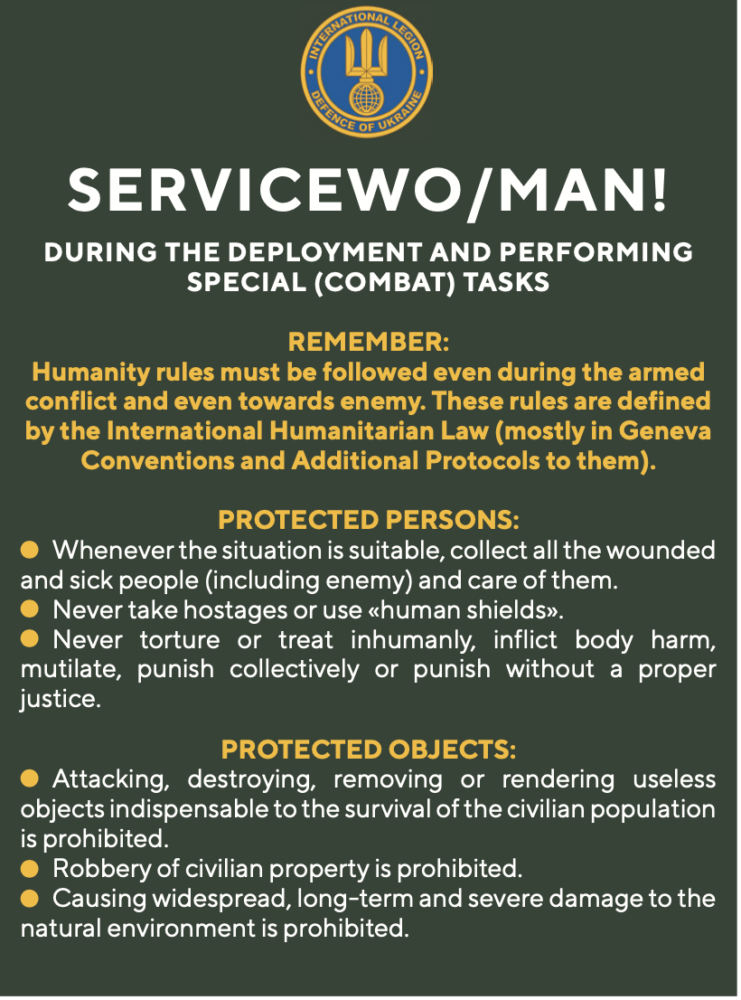 INTERNATIONAL LEGION
DEFENCE OF UKRAINE
SERVICEWO/MAN!
DURING THE DEPLOYMENT AND PERFORMING
SPECIAL (COMBAT) TASKS
REMEMBER:
Humanity rules must be followed even during the armed
conflict and even towards enemy. These rules are defined
by the International Humanitarian Law (mostly in Geneva
Conventions and Additional Protocols to them).
PROTECTED PERSONS:
● Whenever the situation is suitable, collect all the wounded
and sick people (including enemy) and care of them.
● Never take hostages or use «human shields».
● Never torture or treat inhumanly, inflict body harm,
mutilate, punish collectively or punish without a proper
justice.
PROTECTED OBJECTS:
● Attacking, destroying, removing or rendering useless
objects indispensable to the survival of the civilian population
is prohibited.
● Robbery of civilian property is prohibited.
● Causing widespread, long-term and severe damage to the
natural environment is prohibited.